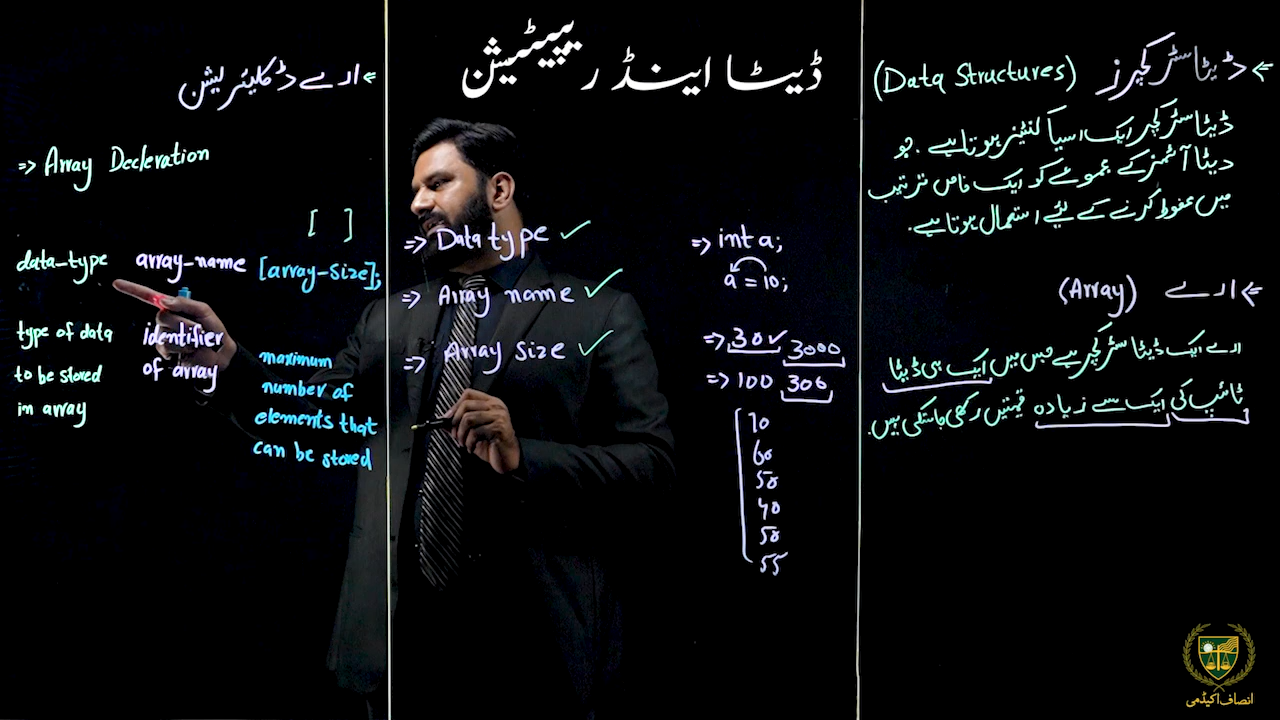 ڈیٹا اینڈ ریپیٹیشن
⇐ ڈیٹا سٹرکچرز (Data Structures)
ڈیٹا سٹرکچر ایک ایسا کنٹینر ہوتا ہے۔ جو
ڈیٹا آئٹمز کے مجموعے کو ایک خاص ترتیب
میں محفوظ کرنے کے لیئے استعمال ہوتا ہے۔
⇐ ارے (Array)
ارے ایک ڈیٹا سٹرکچر ہے جس میں ایک ہی ڈیٹا
ٹائپ کی ایک سے زیادہ قیمتیں رکھی جاسکتی ہیں۔
⇒ Data type ✓
⇒ Array name ✓
⇒ Array Size ✓
⇒ int a;
a = 10;
⇒ 30✓ 3000
⇒ 100 300
70
60
50
40
50
55
⇐ ارے ڈکلیئریشن
⇒ Array Decleration
[ ]
data-type array-name [array-size];
type of data
to be stored
in array
identifier
of array
maximum
number of
elements that
can be stored
انصاف اکیڈمی